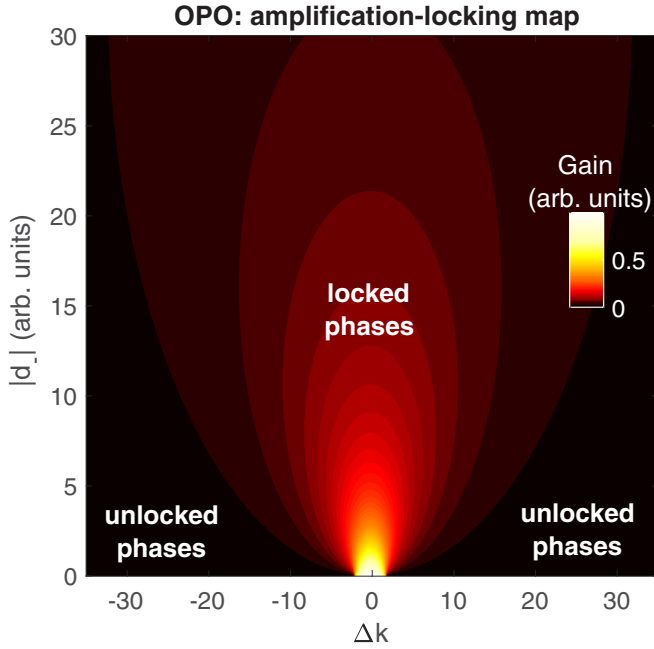 OPO: amplification-locking map
30
25
20
15
10
5
0
|d_-| (arb. units)
Gain
(arb. units)
0.5
0
locked
phases
unlocked
phases
unlocked
phases
-30
-20
-10
0
10
20
30
Δk